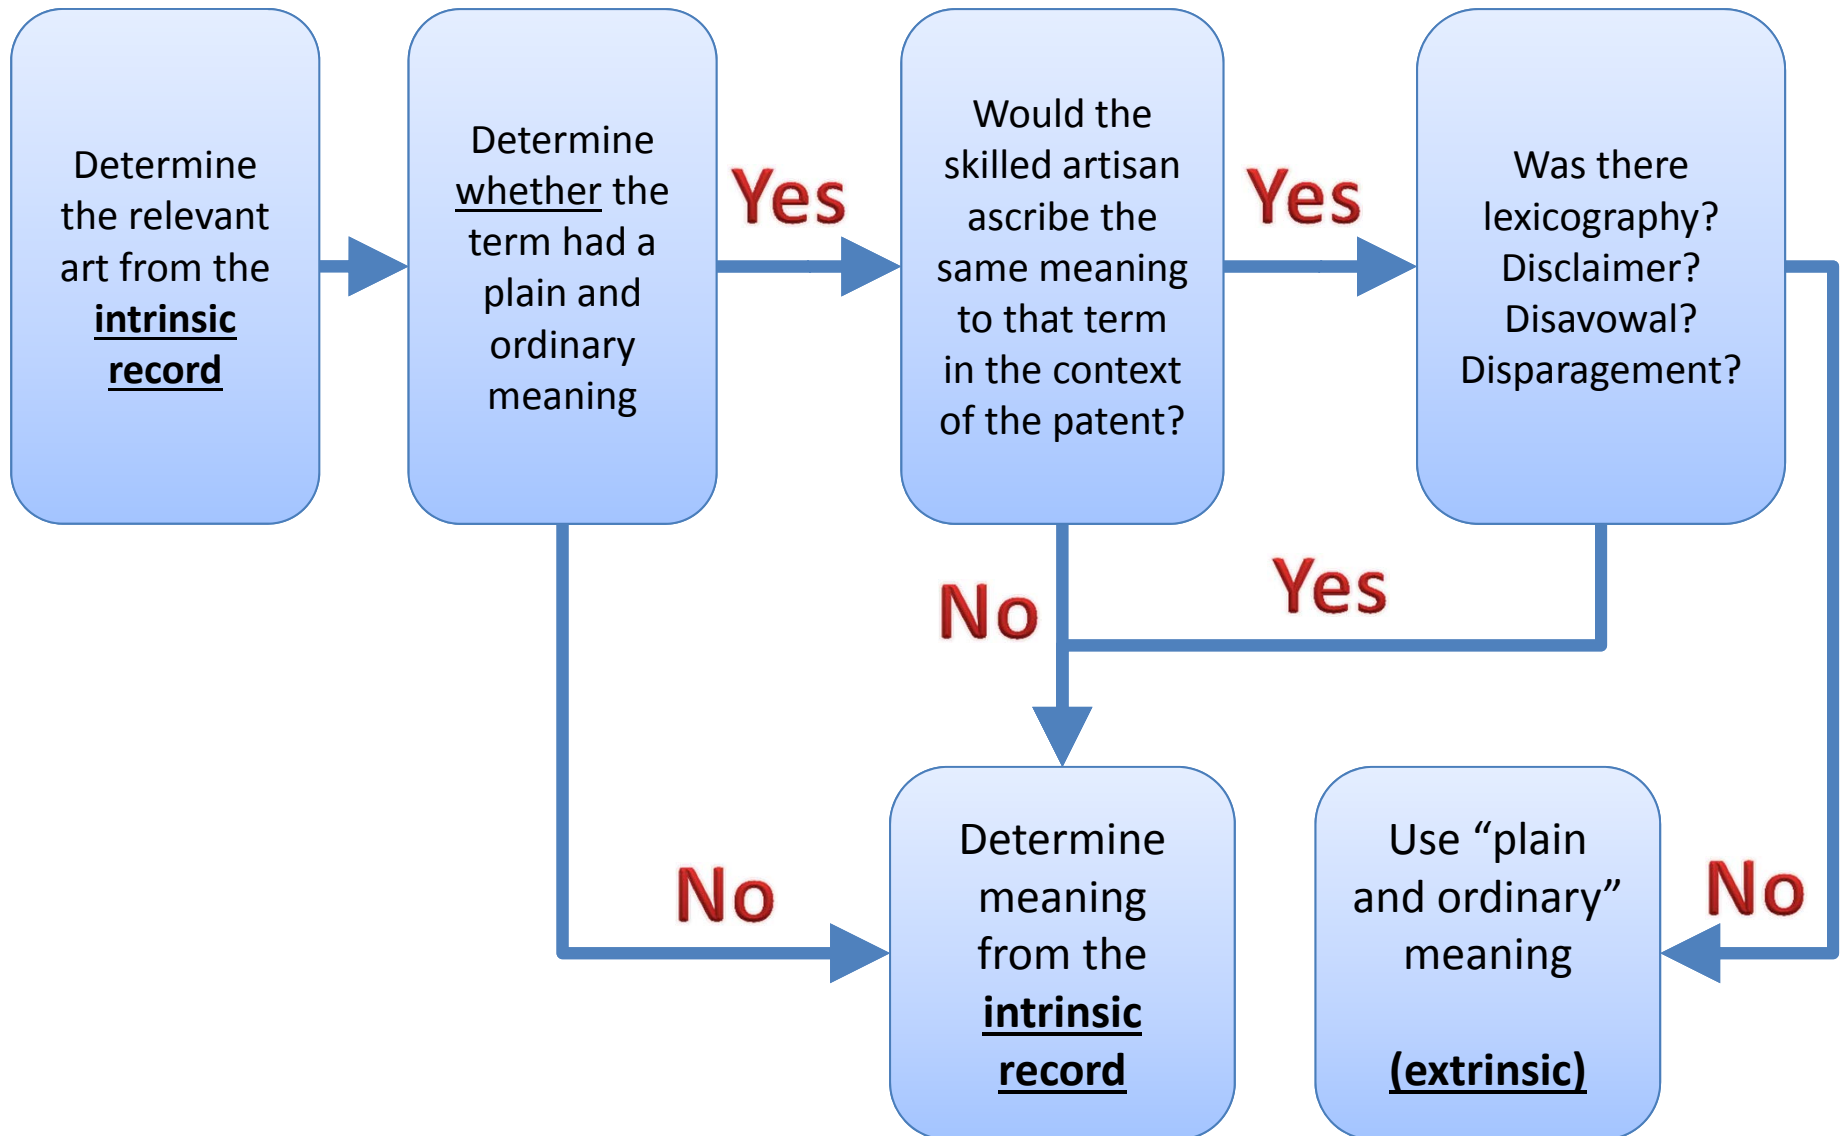 Determine
the relevant
art from the
intrinsic
record
Determine
whether the
term had a
plain and
ordinary
meaning
Yes
Would the
skilled artisan
ascribe the
same meaning
to that term
in the context
of the patent?
Yes
Was there
lexicography?
Disclaimer?
Disavowal?
Disparagement?
No
Yes
No
Determine
meaning
from the
intrinsic
record
Use “plain
and ordinary”
meaning
(extrinsic)
No